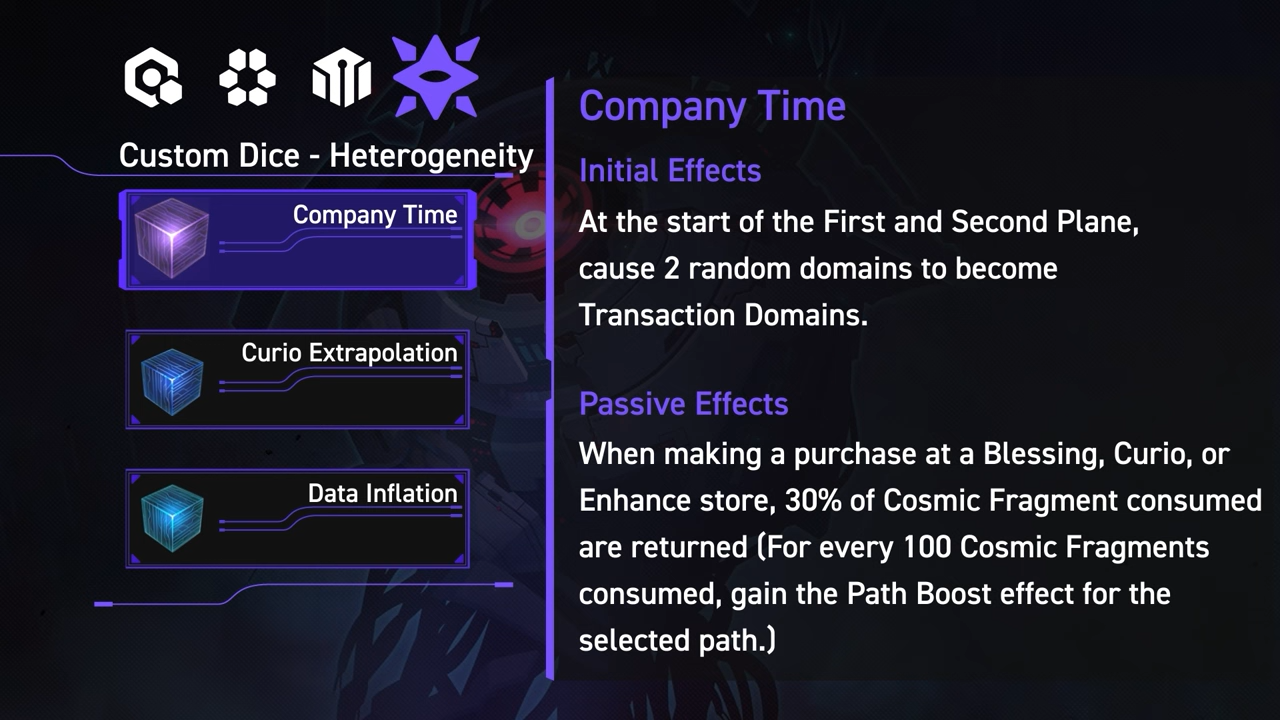 Custom Dice - Heterogeneity
Company Time
Curio Extrapolation
Data Inflation
Company Time
Initial Effects
At the start of the First and Second Plane,
cause 2 random domains to become
Transaction Domains.
Passive Effects
When making a purchase at a Blessing, Curio, or
Enhance store, 30% of Cosmic Fragment consumed
are returned (For every 100 Cosmic Fragments
consumed, gain the Path Boost effect for the
selected path.)